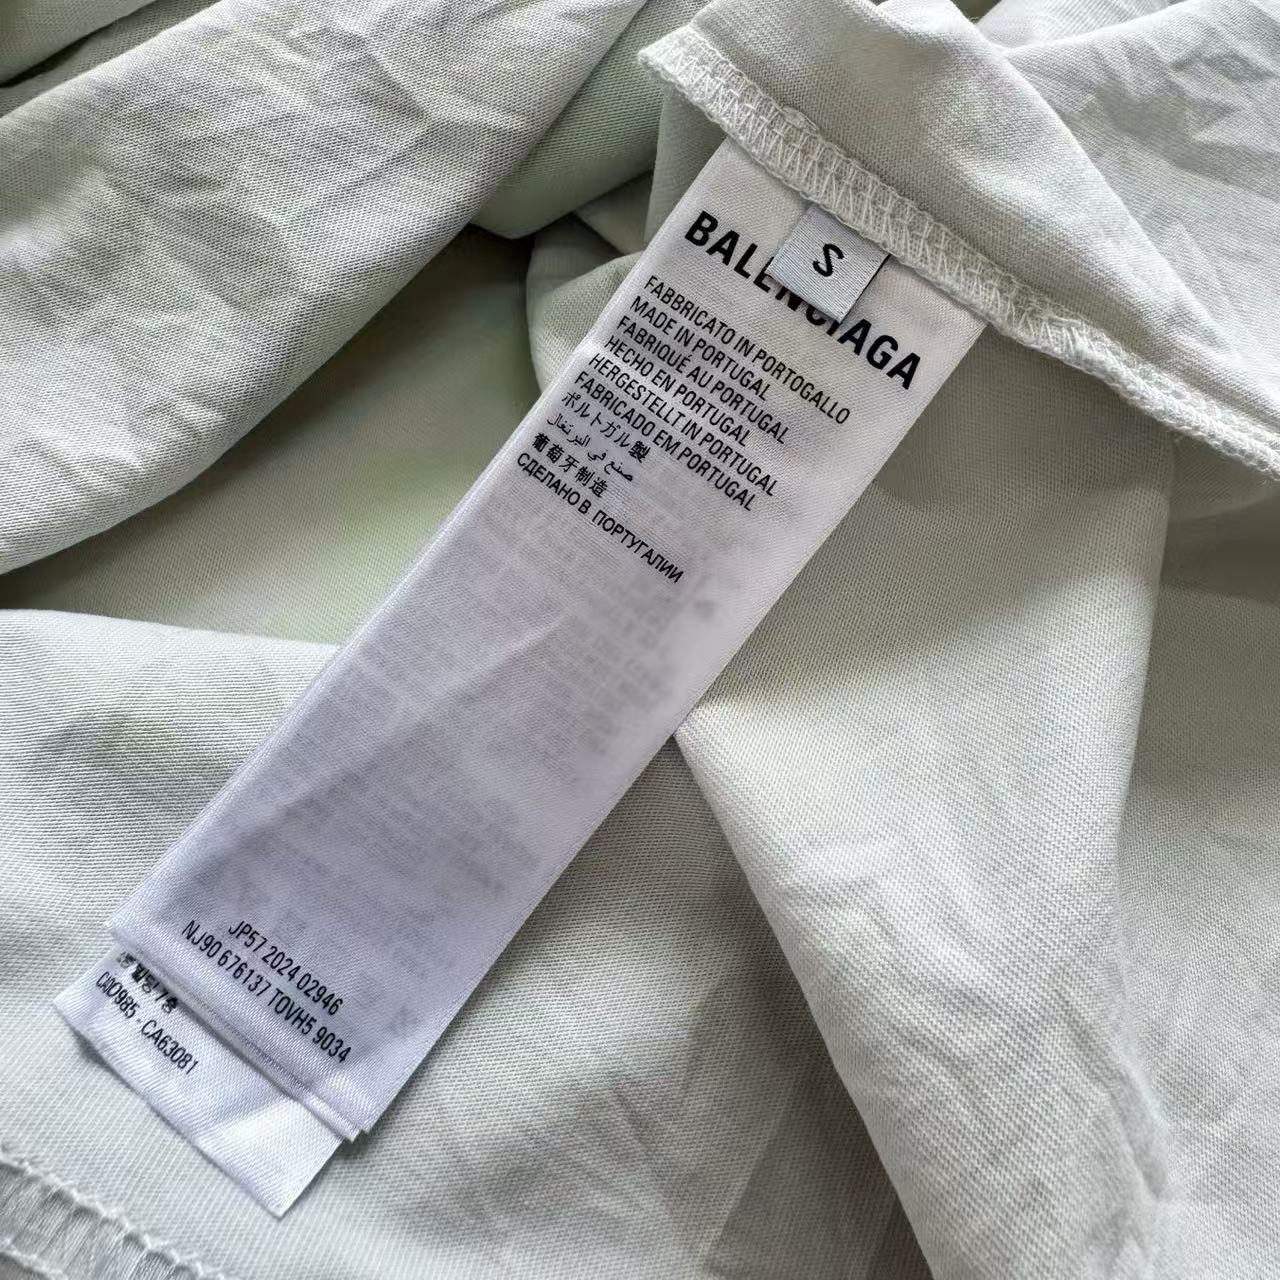 BALENCIAGA
S
FABBRICATO IN PORTOGALLO
MADE IN PORTUGAL
FABRIQUÉ AU PORTUGAL
HECHO EN PORTUGAL
HERGESTELLT IN PORTUGAL
FABRICADO EM PORTUGAL
ポルトガル製
صنع في البرتغال
葡萄牙制造
СДЕЛАНО В ПОРТУГАЛИИ
JP57 2024 02946
NJ90 676137 TOVH5 9034
CA00985 - CA63081